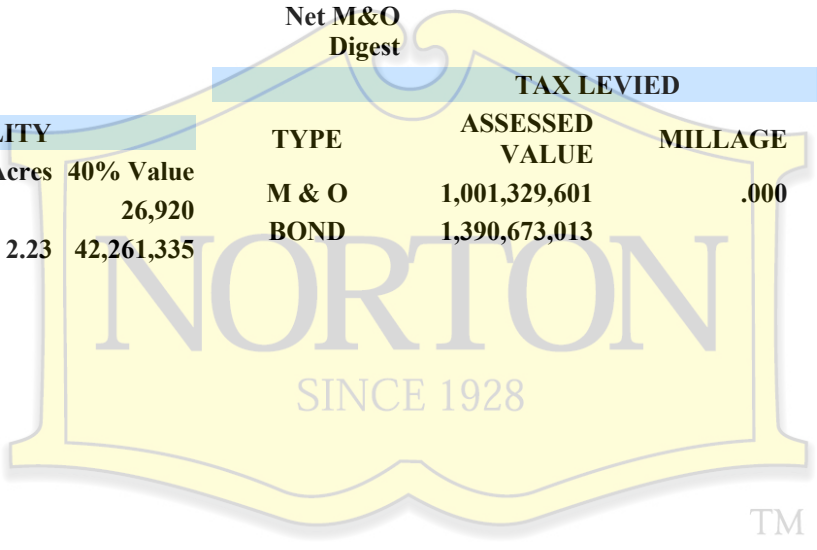 Net M&O
Digest
TAX LEVIED
LITY
Acres 40% Value
26,920
2.23 42,261,335
TYPE ASSESSED VALUE MILLAGE
M & O 1,001,329,601 .000
BOND 1,390,673,013
NORTON
SINCE 1928
TM